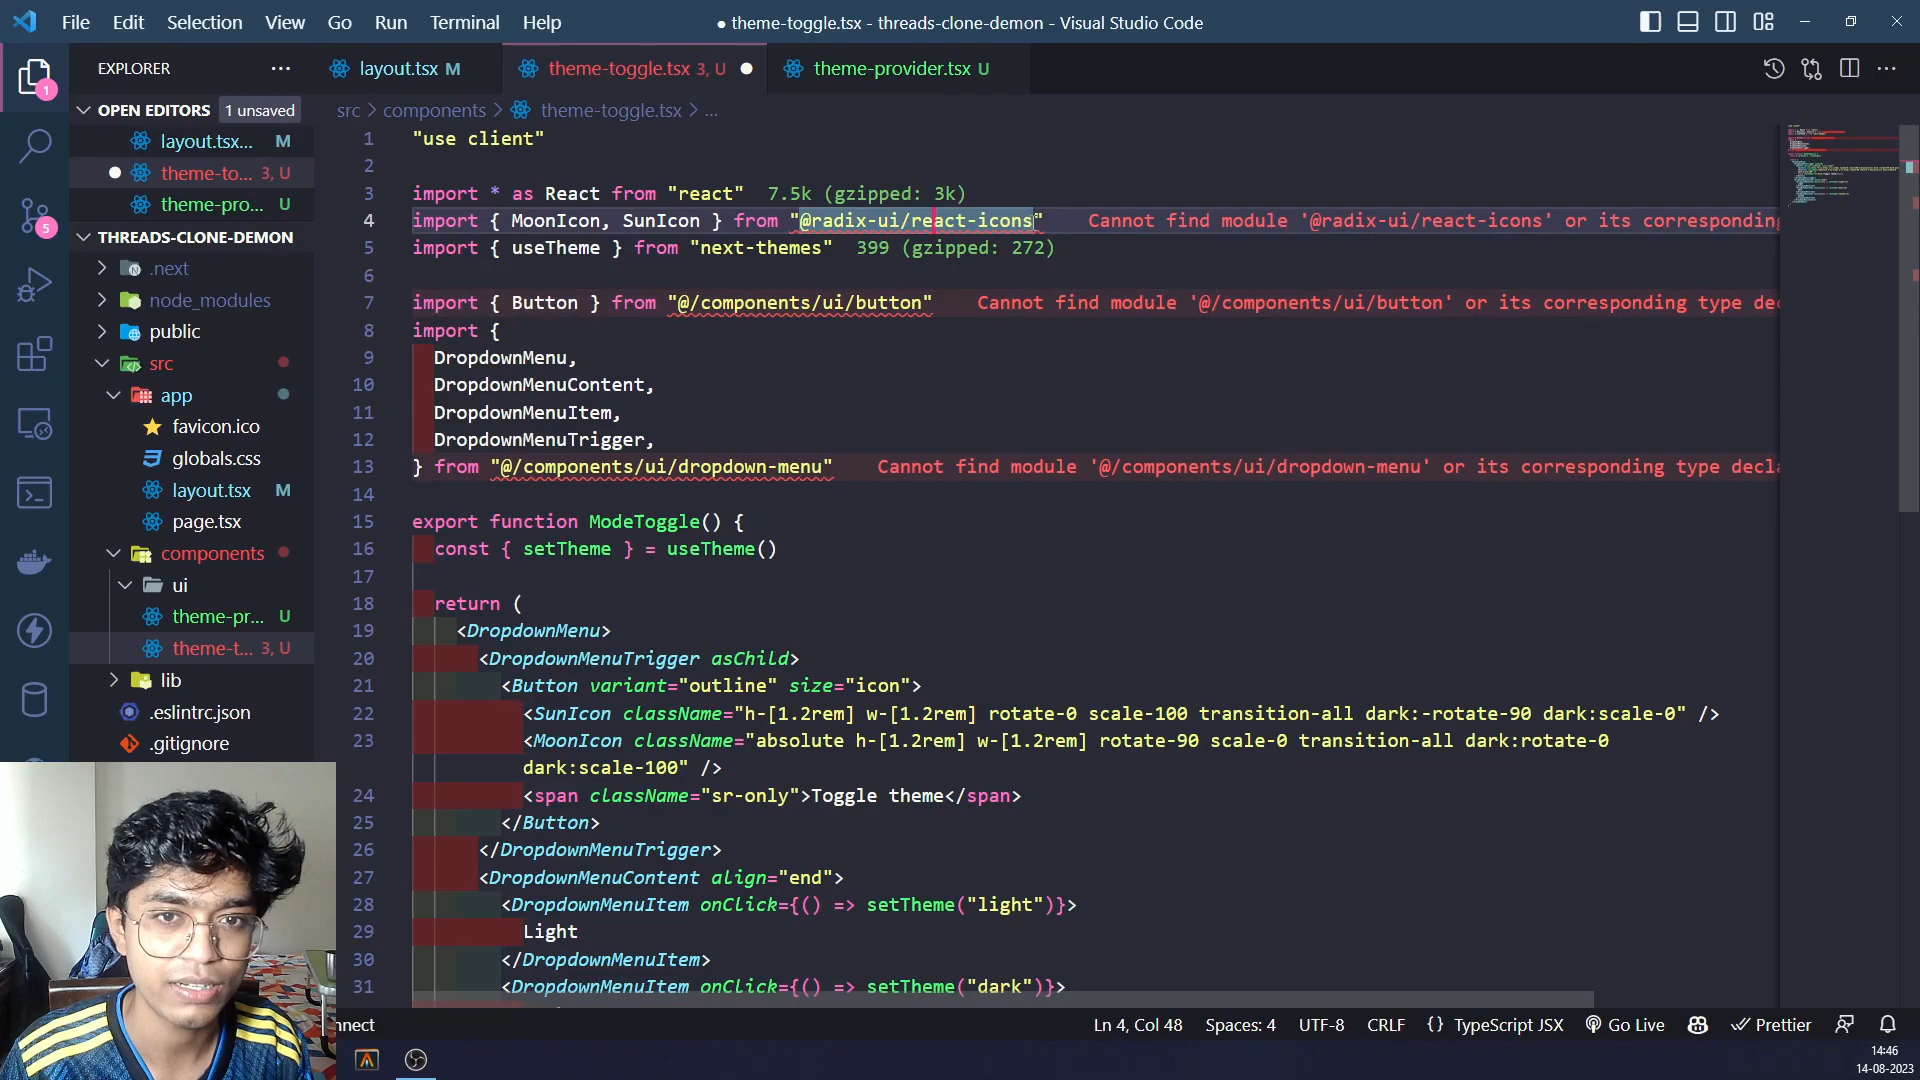 File Edit Selection View Go Run Terminal Help
● theme-toggle.tsx - threads-clone-demon - Visual Studio Code
EXPLORER
layout.tsx M
theme-toggle.tsx 3, U
theme-provider.tsx U
OPEN EDITORS 1 unsaved
layout.tsx... M
theme-to... 3, U
theme-pro... U
THREADS-CLONE-DEMON
.next
node_modules
public
src
app
favicon.ico
globals.css
layout.tsx M
page.tsx
components
ui
theme-pr... U
theme-t... 3, U
lib
.eslintrc.json
.gitignore
1
5
src > components > theme-toggle.tsx > ...
1 "use client"
2
3 import * as React from "react" 7.5k (gzipped: 3k)
4 import { MoonIcon, SunIcon } from "@radix-ui/react-icons" Cannot find module '@radix-ui/react-icons' or its corresponding
5 import { useTheme } from "next-themes" 399 (gzipped: 272)
6
7 import { Button } from "@/components/ui/button" Cannot find module '@/components/ui/button' or its corresponding type dec
8 import {
9 DropdownMenu,
10 DropdownMenuContent,
11 DropdownMenuItem,
12 DropdownMenuTrigger,
13 } from "@/components/ui/dropdown-menu" Cannot find module '@/components/ui/dropdown-menu' or its corresponding type decla
14
15 export function ModeToggle() {
16 const { setTheme } = useTheme()
17
18 return (
19 <DropdownMenu>
20 <DropdownMenuTrigger asChild>
21 <Button variant="outline" size="icon">
22 <SunIcon className="h-[1.2rem] w-[1.2rem] rotate-0 scale-100 transition-all dark:-rotate-90 dark:scale-0" />
23 <MoonIcon className="absolute h-[1.2rem] w-[1.2rem] rotate-90 scale-0 transition-all dark:rotate-0
dark:scale-100" />
24 <span className="sr-only">Toggle theme</span>
25 </Button>
26 </DropdownMenuTrigger>
27 <DropdownMenuContent align="end">
28 <DropdownMenuItem onClick={() => setTheme("light")}>
29 Light
30 </DropdownMenuItem>
31 <DropdownMenuItem onClick={() => setTheme("dark")}>
nnect
Ln 4, Col 48 Spaces: 4 UTF-8 CRLF {} TypeScript JSX Go Live Prettier
14:46
14-08-2023